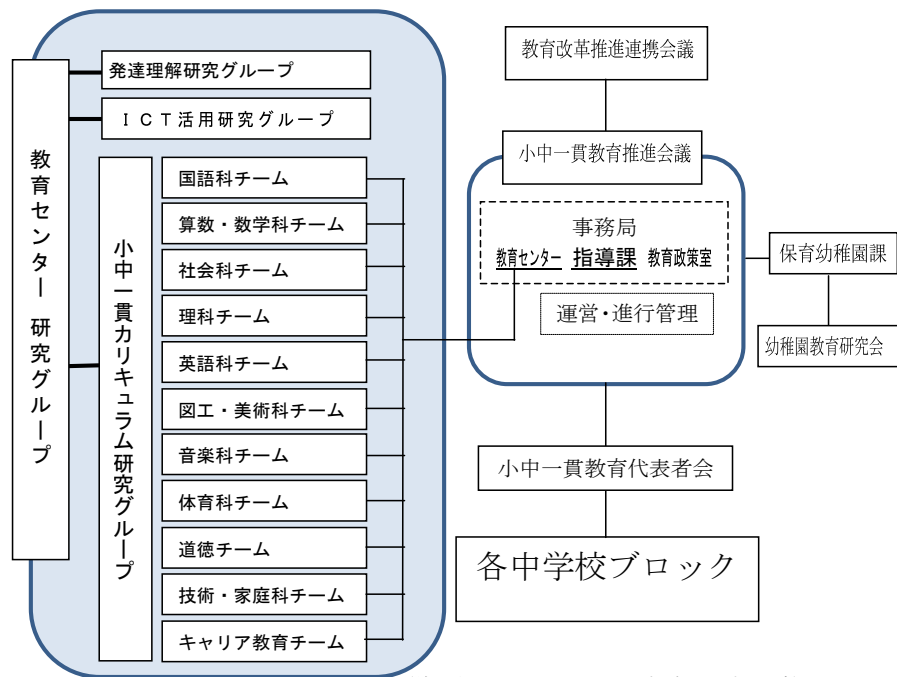 教育センター 研究グループ
発達理解研究グループ
ＩＣＴ活用研究グループ
小中一貫カリキュラム研究グループ
国語科チーム
算数・数学科チーム
社会科チーム
理科チーム
英語科チーム
図工・美術科チーム
音楽科チーム
体育科チーム
道徳チーム
技術・家庭科チーム
キャリア教育チーム
教育改革推進連携会議
小中一貫教育推進会議
事務局
教育センター 指導課 教育政策室
運営・進行管理
保育幼稚園課
幼稚園教育研究会
小中一貫教育代表者会
各中学校ブロック